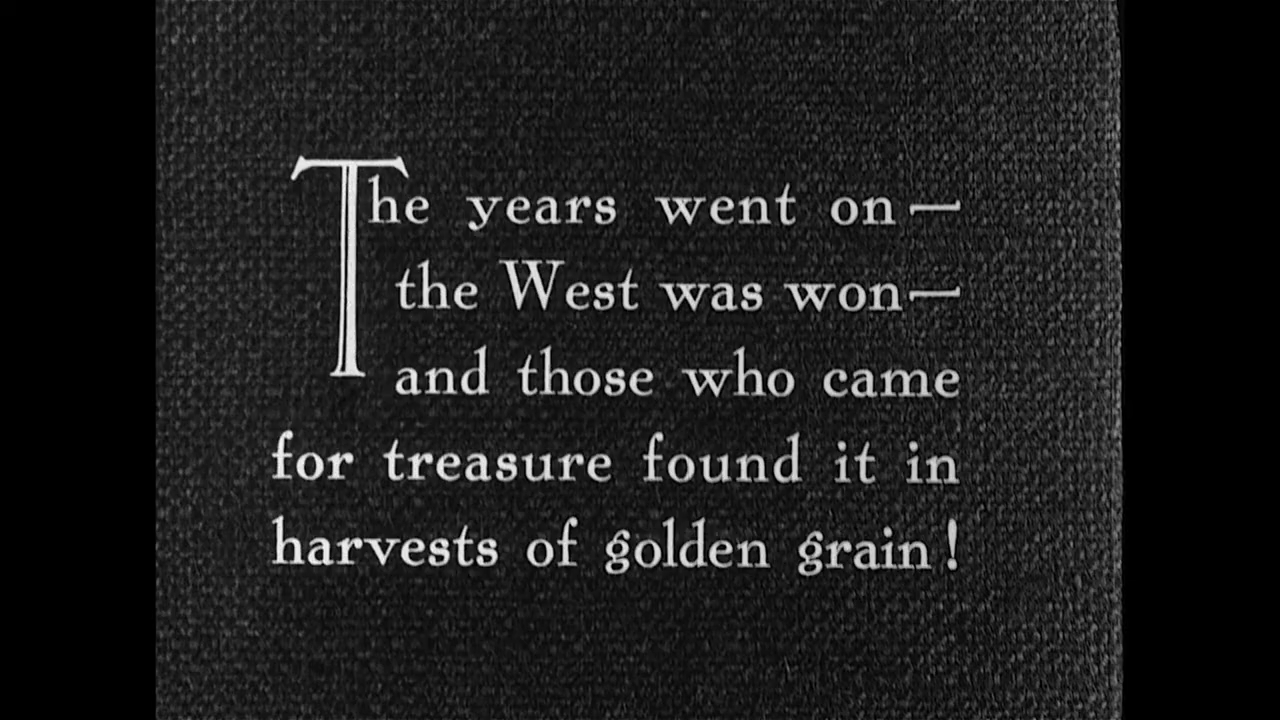 The years went on—
the West was won—
and those who came
for treasure found it in
harvests of golden grain!